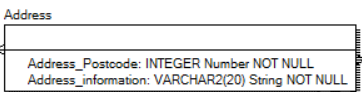 Address
Address_Postcode: INTEGER Number NOT NULL
Address_information: VARCHAR2(20) String NOT NULL